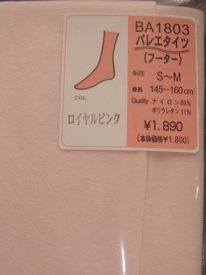 BA1803
バレエタイツ
(フーター)
SIZE S～M
身長 145～160cm
Quality ナイロン89%
ポリウレタン11%
¥1,890
(本体価格¥1,800)
COL.
ロイヤルピンク